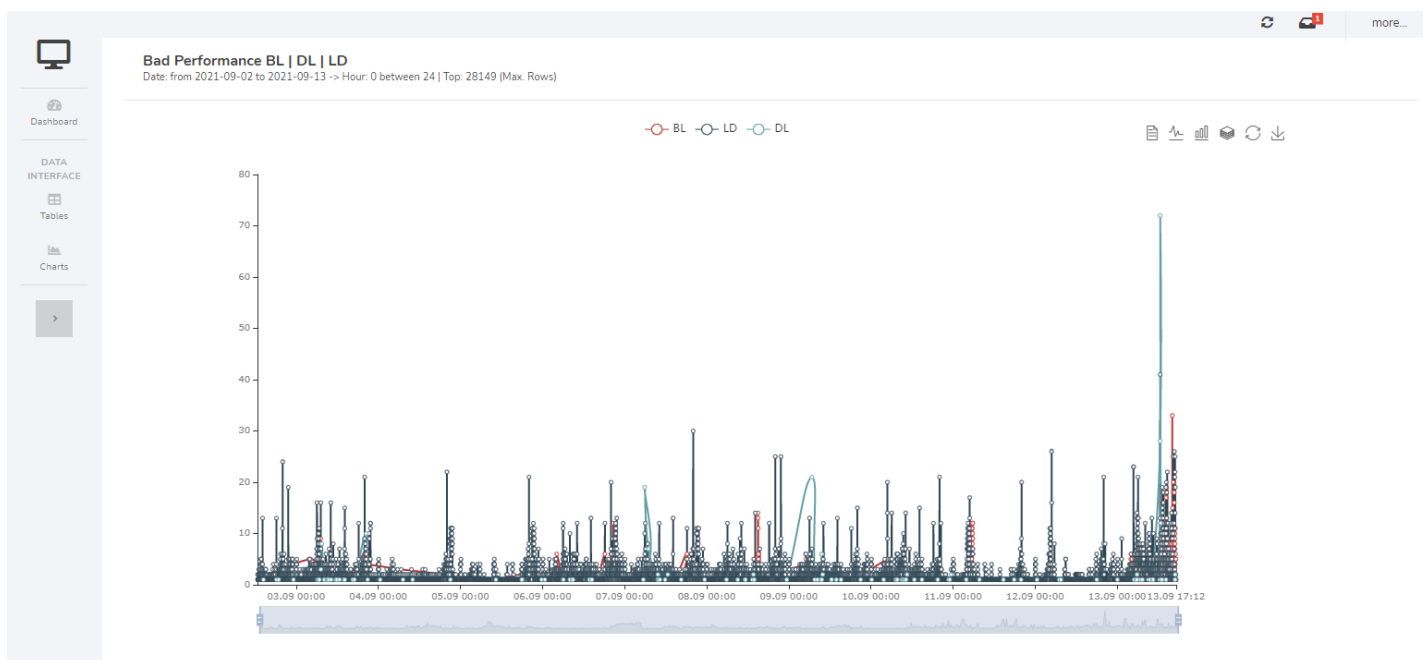 1
more...
Bad Performance BL | DL | LD
Date: from 2021-09-02 to 2021-09-13 -> Hour: 0 between 24 | Top: 28149 (Max. Rows)
Dashboard
DATA
INTERFACE
Tables
Charts
BL LD DL
80
70
60
50
40
30
20
10
0
03.09 00:00 04.09 00:00 05.09 00:00 06.09 00:00 07.09 00:00 08.09 00:00 09.09 00:00 10.09 00:00 11.09 00:00 12.09 00:00 13.09 00:00 13.09 17:12